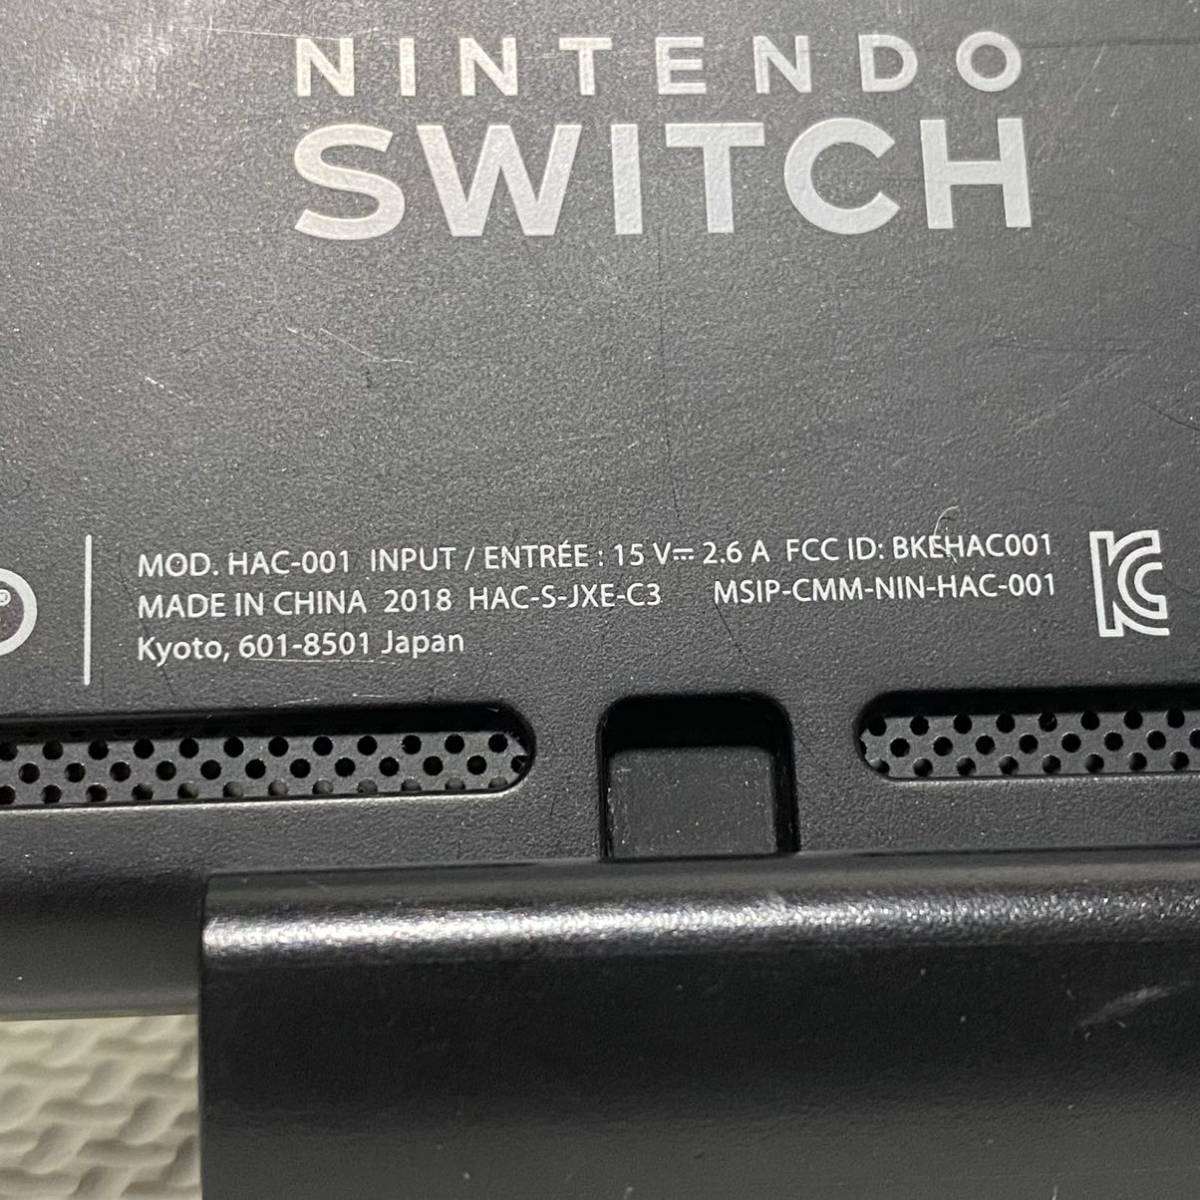 NINTENDO
SWITCH
MOD. HAC-001 INPUT / ENTRÉE : 15 V⎓ 2.6 A FCC ID: BKEHAC001
MADE IN CHINA 2018 HAC-S-JXE-C3 MSIP-CMM-NIN-HAC-001
Kyoto, 601-8501 Japan